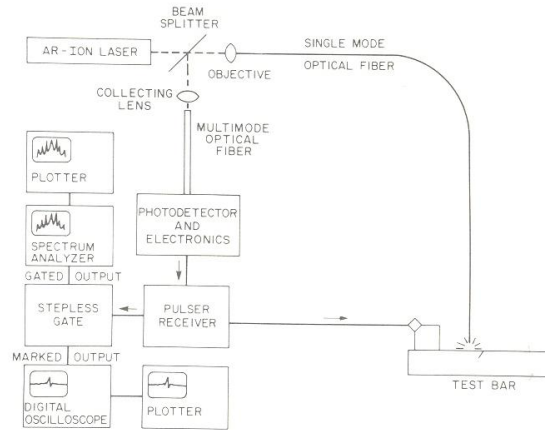 BEAM
SPLITTER
AR-ION LASER
OBJECTIVE
SINGLE MODE
OPTICAL FIBER
COLLECTING
LENS
MULTIMODE
OPTICAL
FIBER
PLOTTER
PHOTODETECTOR
AND
ELECTRONICS
SPECTRUM
ANALYZER
GATED OUTPUT
STEPLESS
GATE
PULSER
RECEIVER
MARKED OUTPUT
DIGITAL
OSCILLOSCOPE
PLOTTER
TEST BAR